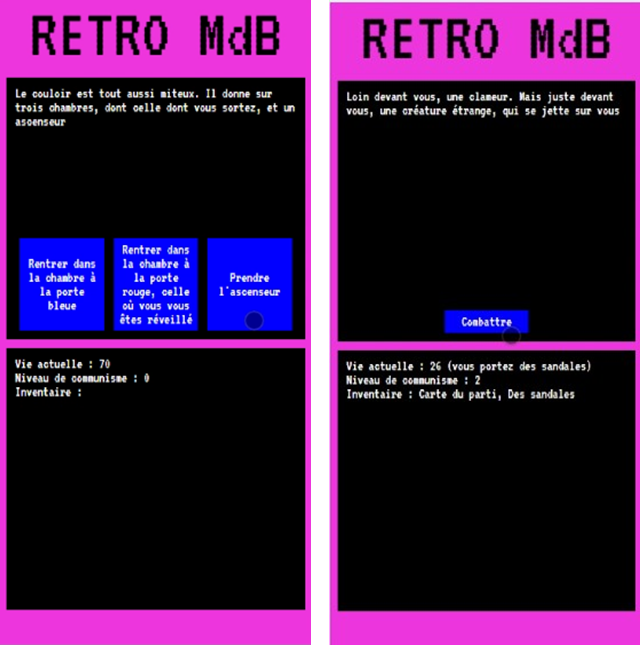 RETRO MdB
Le couloir est tout aussi miteux. Il donne sur
trois chambres, dont celle dont vous sortez, et un
ascenseur
Rentrer dans
la chambre à
la porte
bleue
Rentrer dans
la chambre à
la porte
rouge, celle
où vous vous
êtes réveillé
Prendre
l'ascenseur
Vie actuelle : 70
Niveau de communisme : 0
Inventaire :
RETRO MdB
Loin devant vous, une clameur. Mais juste devant
vous, une créature étrange, qui se jette sur vous
Combattre
Vie actuelle : 26 (vous portez des sandales)
Niveau de communisme : 2
Inventaire : Carte du parti, Des sandales